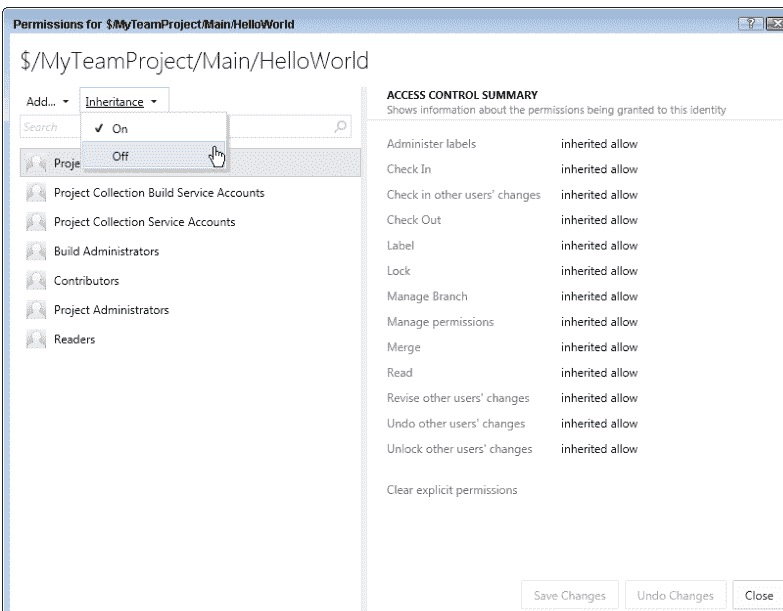 Permissions for $/MyTeamProject/Main/HelloWorld
?
$/MyTeamProject/Main/HelloWorld
Add... Inheritance
Search
✓ On
Off
Proje
Project Collection Build Service Accounts
Project Collection Service Accounts
Build Administrators
Contributors
Project Administrators
Readers
ACCESS CONTROL SUMMARY
Shows information about the permissions being granted to this identity
Administer labels inherited allow
Check In inherited allow
Check in other users' changes inherited allow
Check Out inherited allow
Label inherited allow
Lock inherited allow
Manage Branch inherited allow
Manage permissions inherited allow
Merge inherited allow
Read inherited allow
Revise other users' changes inherited allow
Undo other users' changes inherited allow
Unlock other users' changes inherited allow
Clear explicit permissions
Save Changes Undo Changes Close